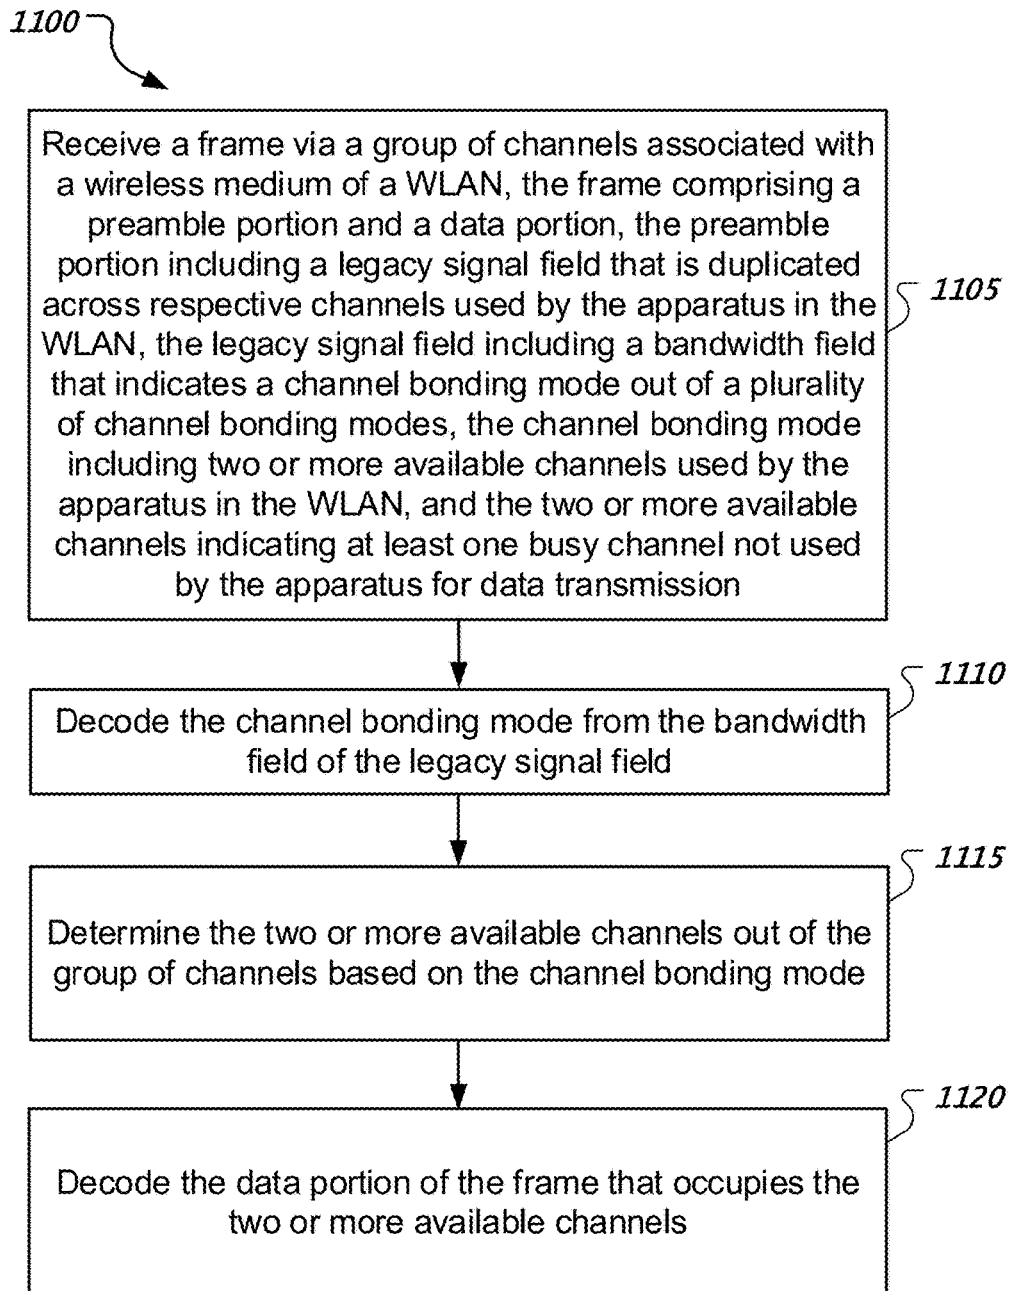 1100
Receive a frame via a group of channels associated with
a wireless medium of a WLAN, the frame comprising a
preamble portion and a data portion, the preamble
portion including a legacy signal field that is duplicated
across respective channels used by the apparatus in the
WLAN, the legacy signal field including a bandwidth field
that indicates a channel bonding mode out of a plurality
of channel bonding modes, the channel bonding mode
including two or more available channels used by the
apparatus in the WLAN, and the two or more available
channels indicating at least one busy channel not used
by the apparatus for data transmission
1105
Decode the channel bonding mode from the bandwidth
field of the legacy signal field
1110
Determine the two or more available channels out of the
group of channels based on the channel bonding mode
1115
Decode the data portion of the frame that occupies the
two or more available channels
1120